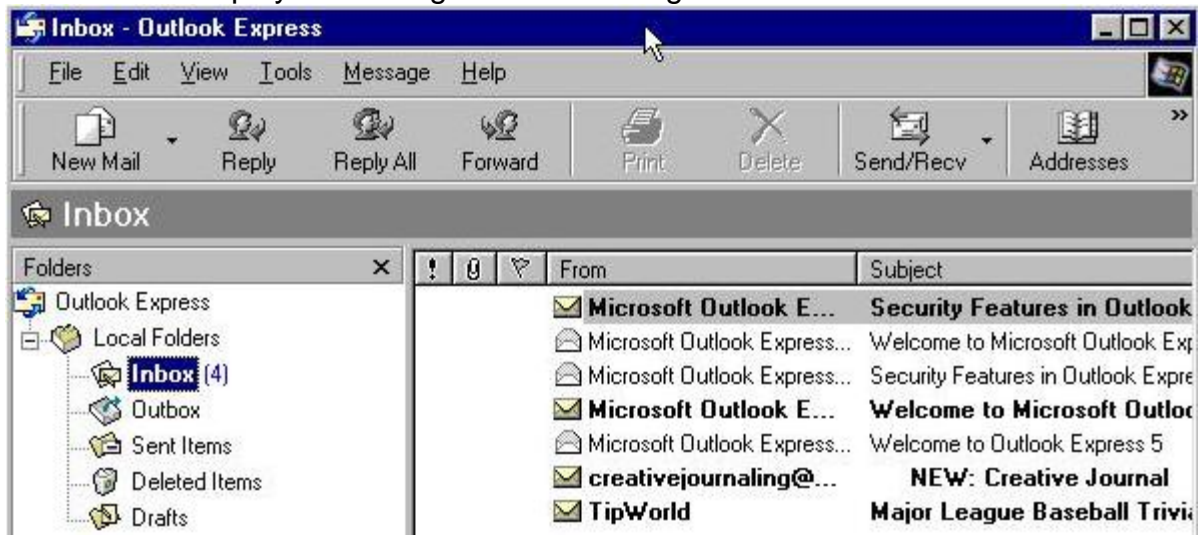 Inbox - Outlook Express
File Edit View Tools Message Help
New Mail Reply Reply All Forward Print Delete Send/Recv Addresses »
Inbox
Folders ! From Subject
Outlook Express
Local Folders
Inbox (4)
Outbox
Sent Items
Deleted Items
Drafts
Microsoft Outlook E... Security Features in Outlook
Microsoft Outlook Express... Welcome to Microsoft Outlook Exp
Microsoft Outlook Express... Security Features in Outlook Expre
Microsoft Outlook E... Welcome to Microsoft Outloo
Microsoft Outlook Express... Welcome to Outlook Express 5
creativejournaling@... NEW: Creative Journal
TipWorld Major League Baseball Trivia